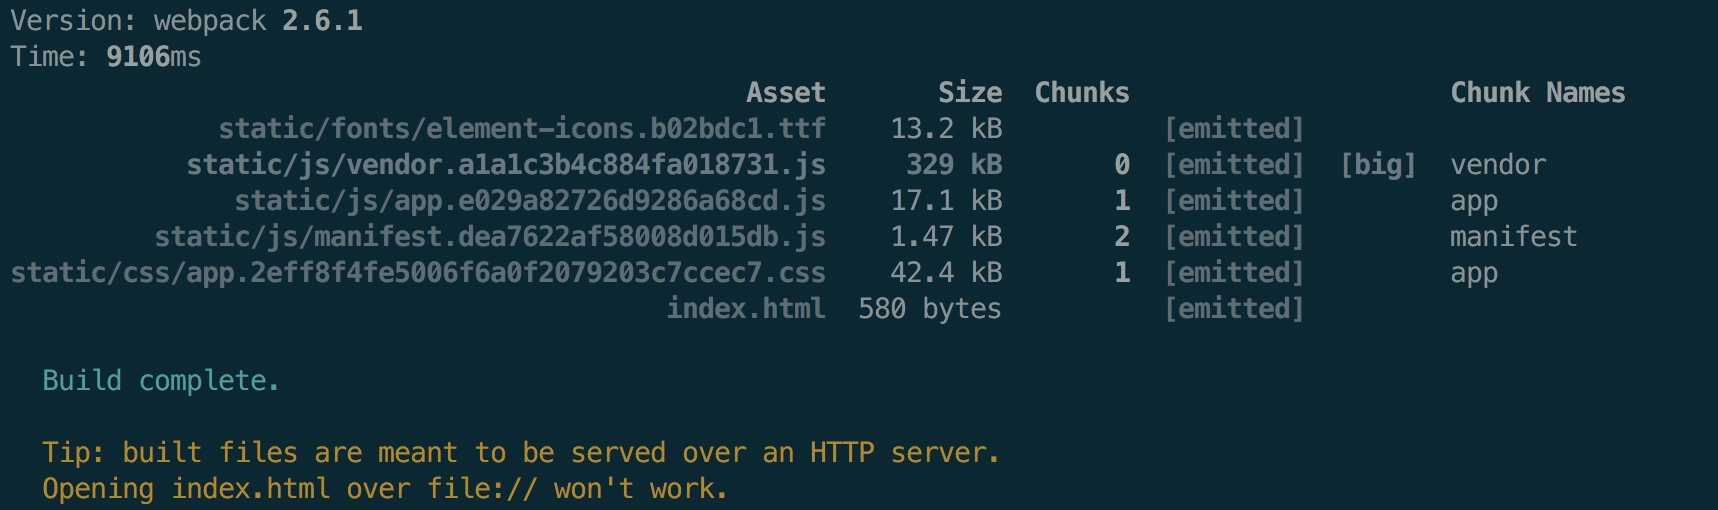 Version: webpack 2.6.1
Time: 9106ms
Asset Size Chunks Chunk Names
static/fonts/element-icons.b02bdc1.ttf 13.2 kB [emitted]
static/js/vendor.a1a1c3b4c884fa018731.js 329 kB 0 [emitted] [big] vendor
static/js/app.e029a82726d9286a68cd.js 17.1 kB 1 [emitted] app
static/js/manifest.dea7622af58008d015db.js 1.47 kB 2 [emitted] manifest
static/css/app.2eff8f4fe5006f6a0f2079203c7ccec7.css 42.4 kB 1 [emitted] app
index.html 580 bytes [emitted]
Build complete.
Tip: built files are meant to be served over an HTTP server.
Opening index.html over file:// won't work.